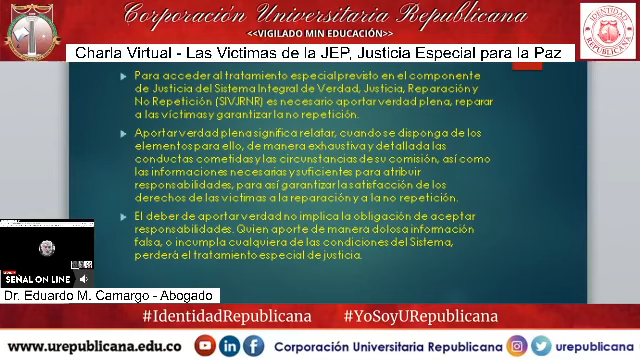 Corporación Universitaria Republicana
<<VIGILADO MIN EDUCACIÓN>>
IDENTIDAD
REPUBLICANA
Charla Virtual - Las Victimas de la JEP, Justicia Especial para la Paz
Para acceder al tratamiento especial previsto en el componente
de Justicia del Sistema Integral de Verdad, Justicia, Reparación y
No Repetición (SIVJRNR) es necesario aportar verdad plena, reparar
a las víctimas y garantizar la no repetición.
Aportar verdad plena significa relatar, cuando se disponga de los
elementos para ello, de manera exhaustiva y detallada las
conductas cometidas y las circunstancias de su comisión, así como
las informaciones necesarias y suficientes para atribuir
responsabilidades, para así garantizar la satisfacción de los
derechos de las victimas a la reparación y a la no repetición.
El deber de aportar verdad no implica la obligación de aceptar
responsabilidades. Quien aporte de manera dolosa información
falsa, o incumpla cualquiera de las condiciones del Sistema,
perderá el tratamiento especial de justicia.
SEÑAL ON LINE
Dr. Eduardo M. Camargo - Abogado
#IdentidadRepublicana #YoSoyURepublicana
www.urepublicana.edu.co Corporación Universitaria Republicana urepublicana